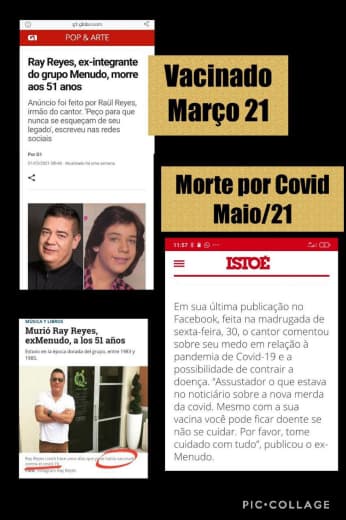 g1.globo.com
G1
POP & ARTE
Ray Reyes, ex-integrante
do grupo Menudo, morre
aos 51 anos
Anúncio foi feito por Raúl Reyes,
irmão do cantor. 'Peço para que
nunca se esqueçam de seu
legado', escreveu nas redes
sociais
Por G1
Vacinado
Março 21
Morte por Covid
Maio/21
11:57
ISTOÉ
Em sua última publicação no
Facebook, feita na madrugada de
sexta-feira, 30, o cantor comentou
sobre seu medo em relação à
pandemia de Covid-19 e a
possibilidade de contrair a
doença. "Assustador o que estava
no noticiário sobre a nova merda
da covid. Mesmo com a sua
vacina você pode ficar doente se
não se cuidar. Por favor, tome
cuidado com tudo", publicou o ex-
Menudo.
MÚSICA Y LIBROS
Murió Ray Reyes,
exMenudo, a los 51 años
Estuvo en la época dorada del grupo, entre 1983 y
1985.
PIC•COLLAGE